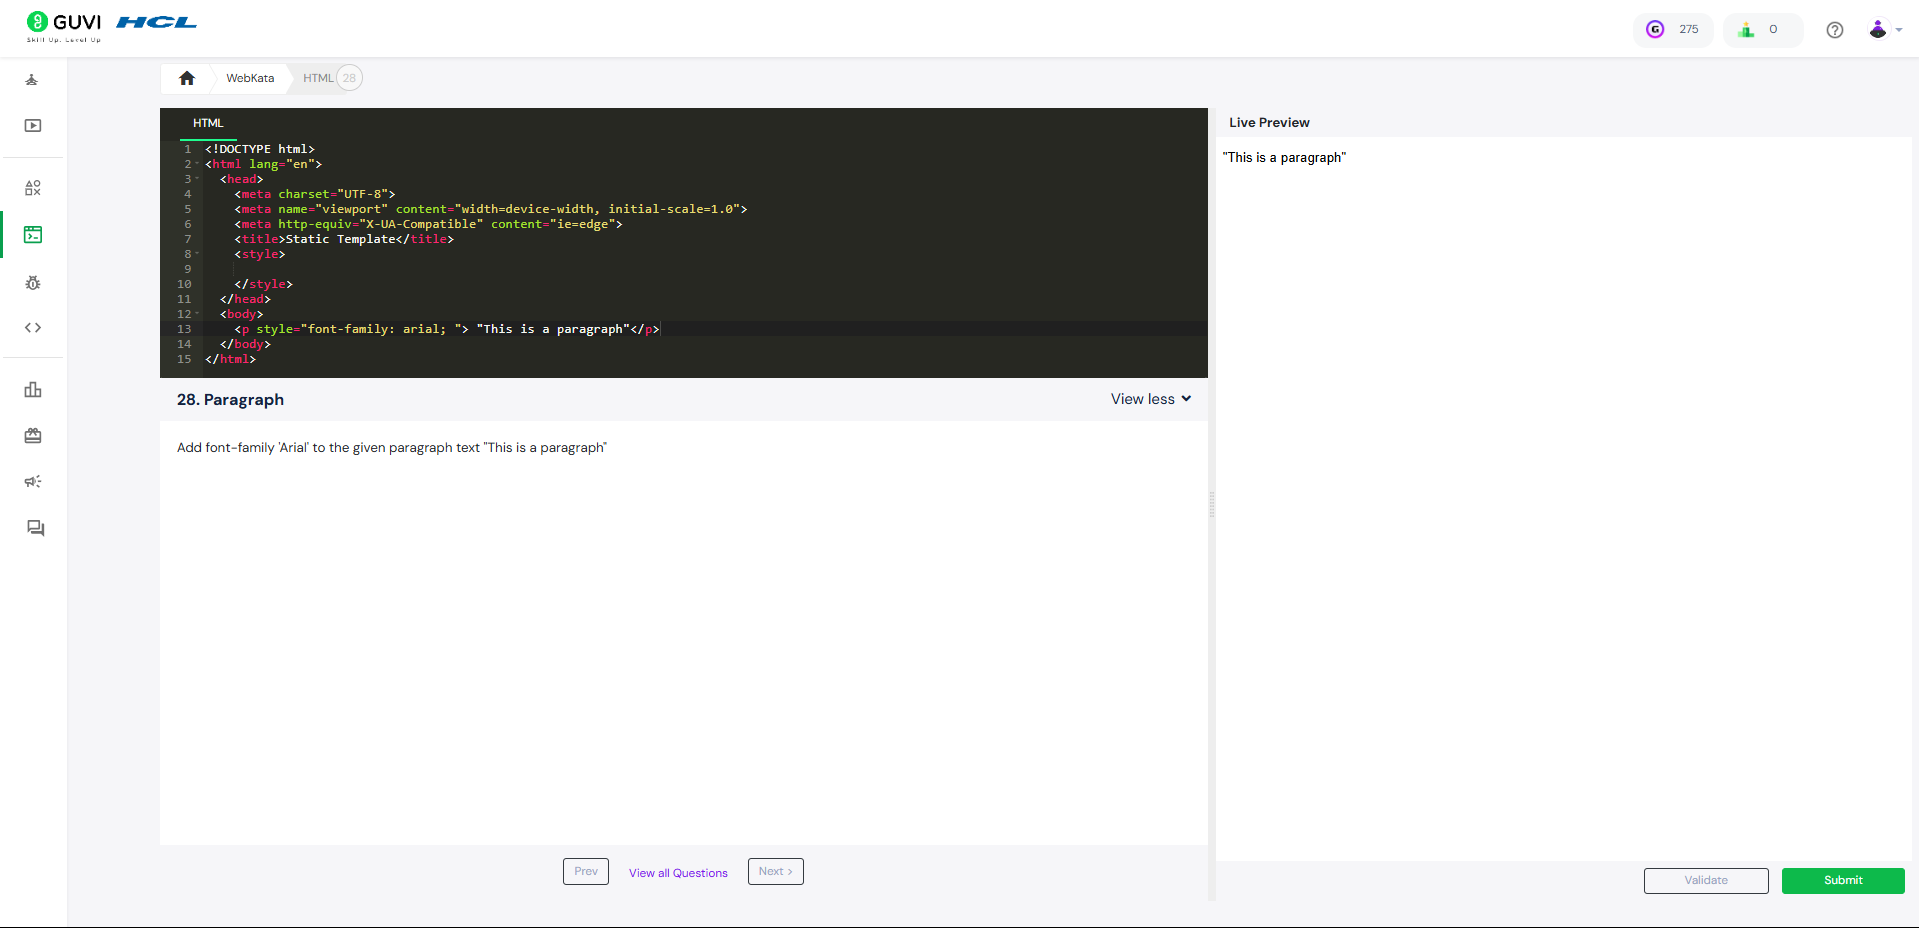 GUVI HCL
Skill Up. Level Up
275
0
WebKata
HTML 28
HTML
1 <!DOCTYPE html>
2 <html lang="en">
3 <head>
4 <meta charset="UTF-8">
5 <meta name="viewport" content="width=device-width, initial-scale=1.0">
6 <meta http-equiv="X-UA-Compatible" content="ie=edge">
7 <title>Static Template</title>
8 <style>
9
10 </style>
11 </head>
12 <body>
13 <p style="font-family: arial; "> "This is a paragraph"</p>
14 </body>
15 </html>
28. Paragraph
View less
Add font-family 'Arial' to the given paragraph text "This is a paragraph"
Prev
View all Questions
Next >
Live Preview
"This is a paragraph"
Validate
Submit